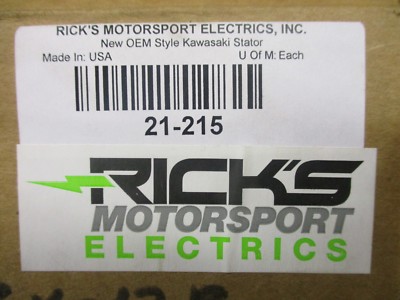 RICK'S MOTORSPORT ELECTRICS, INC.
New OEM Style Kawasaki Stator
Made In: USA U Of M: Each
21-215
RICK'S
MOTORSPORT
ELECTRICS